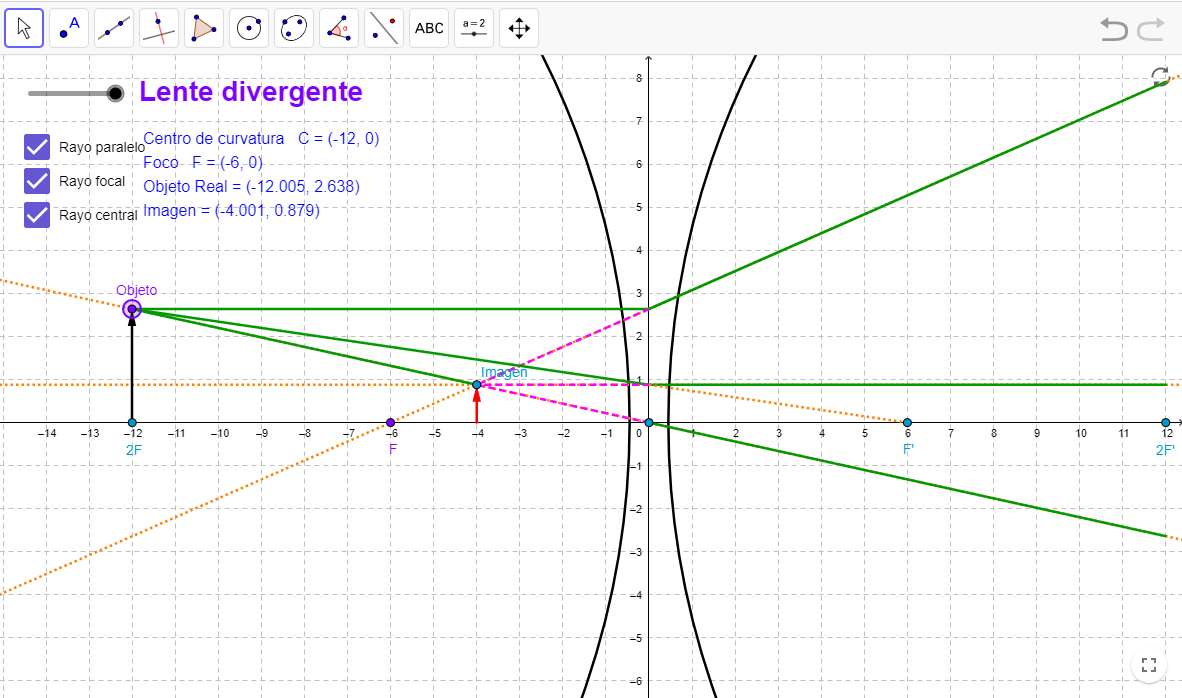 A
α
ABC
a=2
Lente divergente
Rayo paralelo
Rayo focal
Rayo central
Centro de curvatura C = (-12, 0)
Foco F = (-6, 0)
Objeto Real = (-12.005, 2.638)
Imagen = (-4.001, 0.879)
8
7
6
5
4
3
2
1
Objeto
Imagen
−14 −13 −12 −11 −10 −9 −8 −7 −6 −5 −4 −3 −2 −1 0 1 2 3 4 5 6 7 8 9 10 11 12
2F F F' 2F'
−1
−2
−3
−4
−5
−6